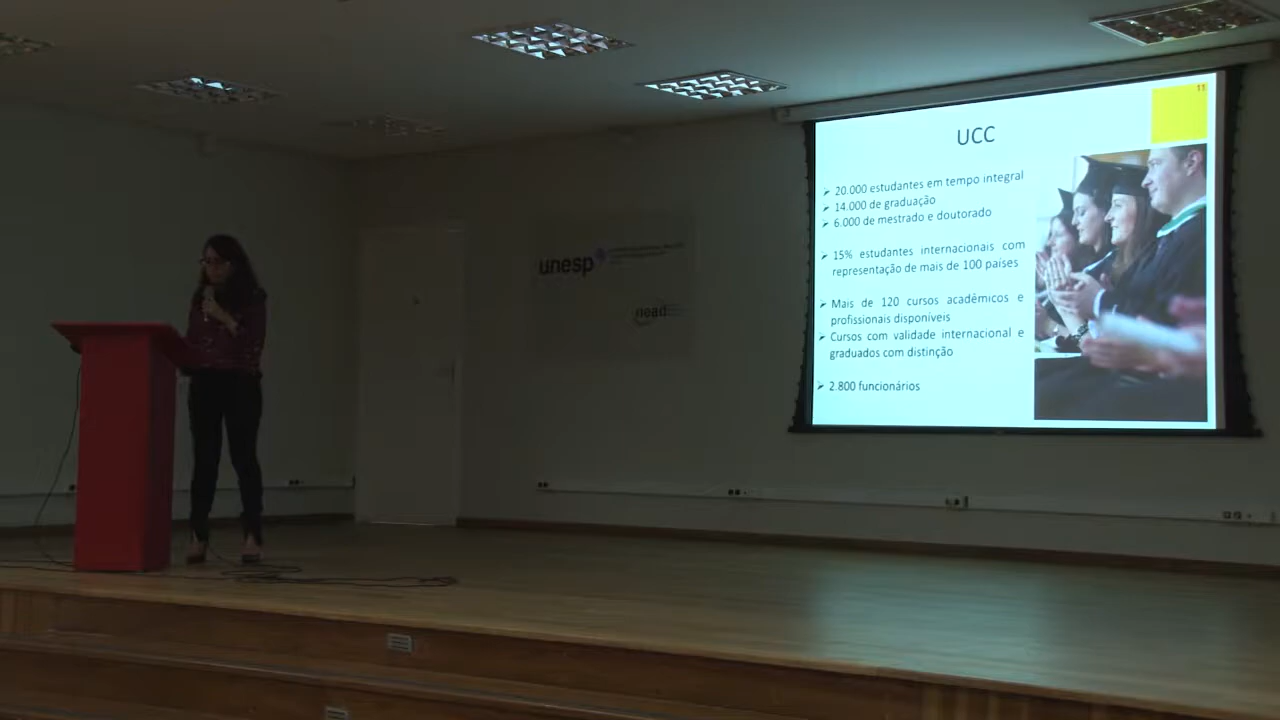 11
UCC
20.000 estudantes em tempo integral
14.000 de graduação
6.000 de mestrado e doutorado
15% estudantes internacionais com
representação de mais de 100 países
Mais de 120 cursos acadêmicos e
profissionais disponíveis
Cursos com validade internacional e
graduados com distinção
2.800 funcionários
unesp
nead